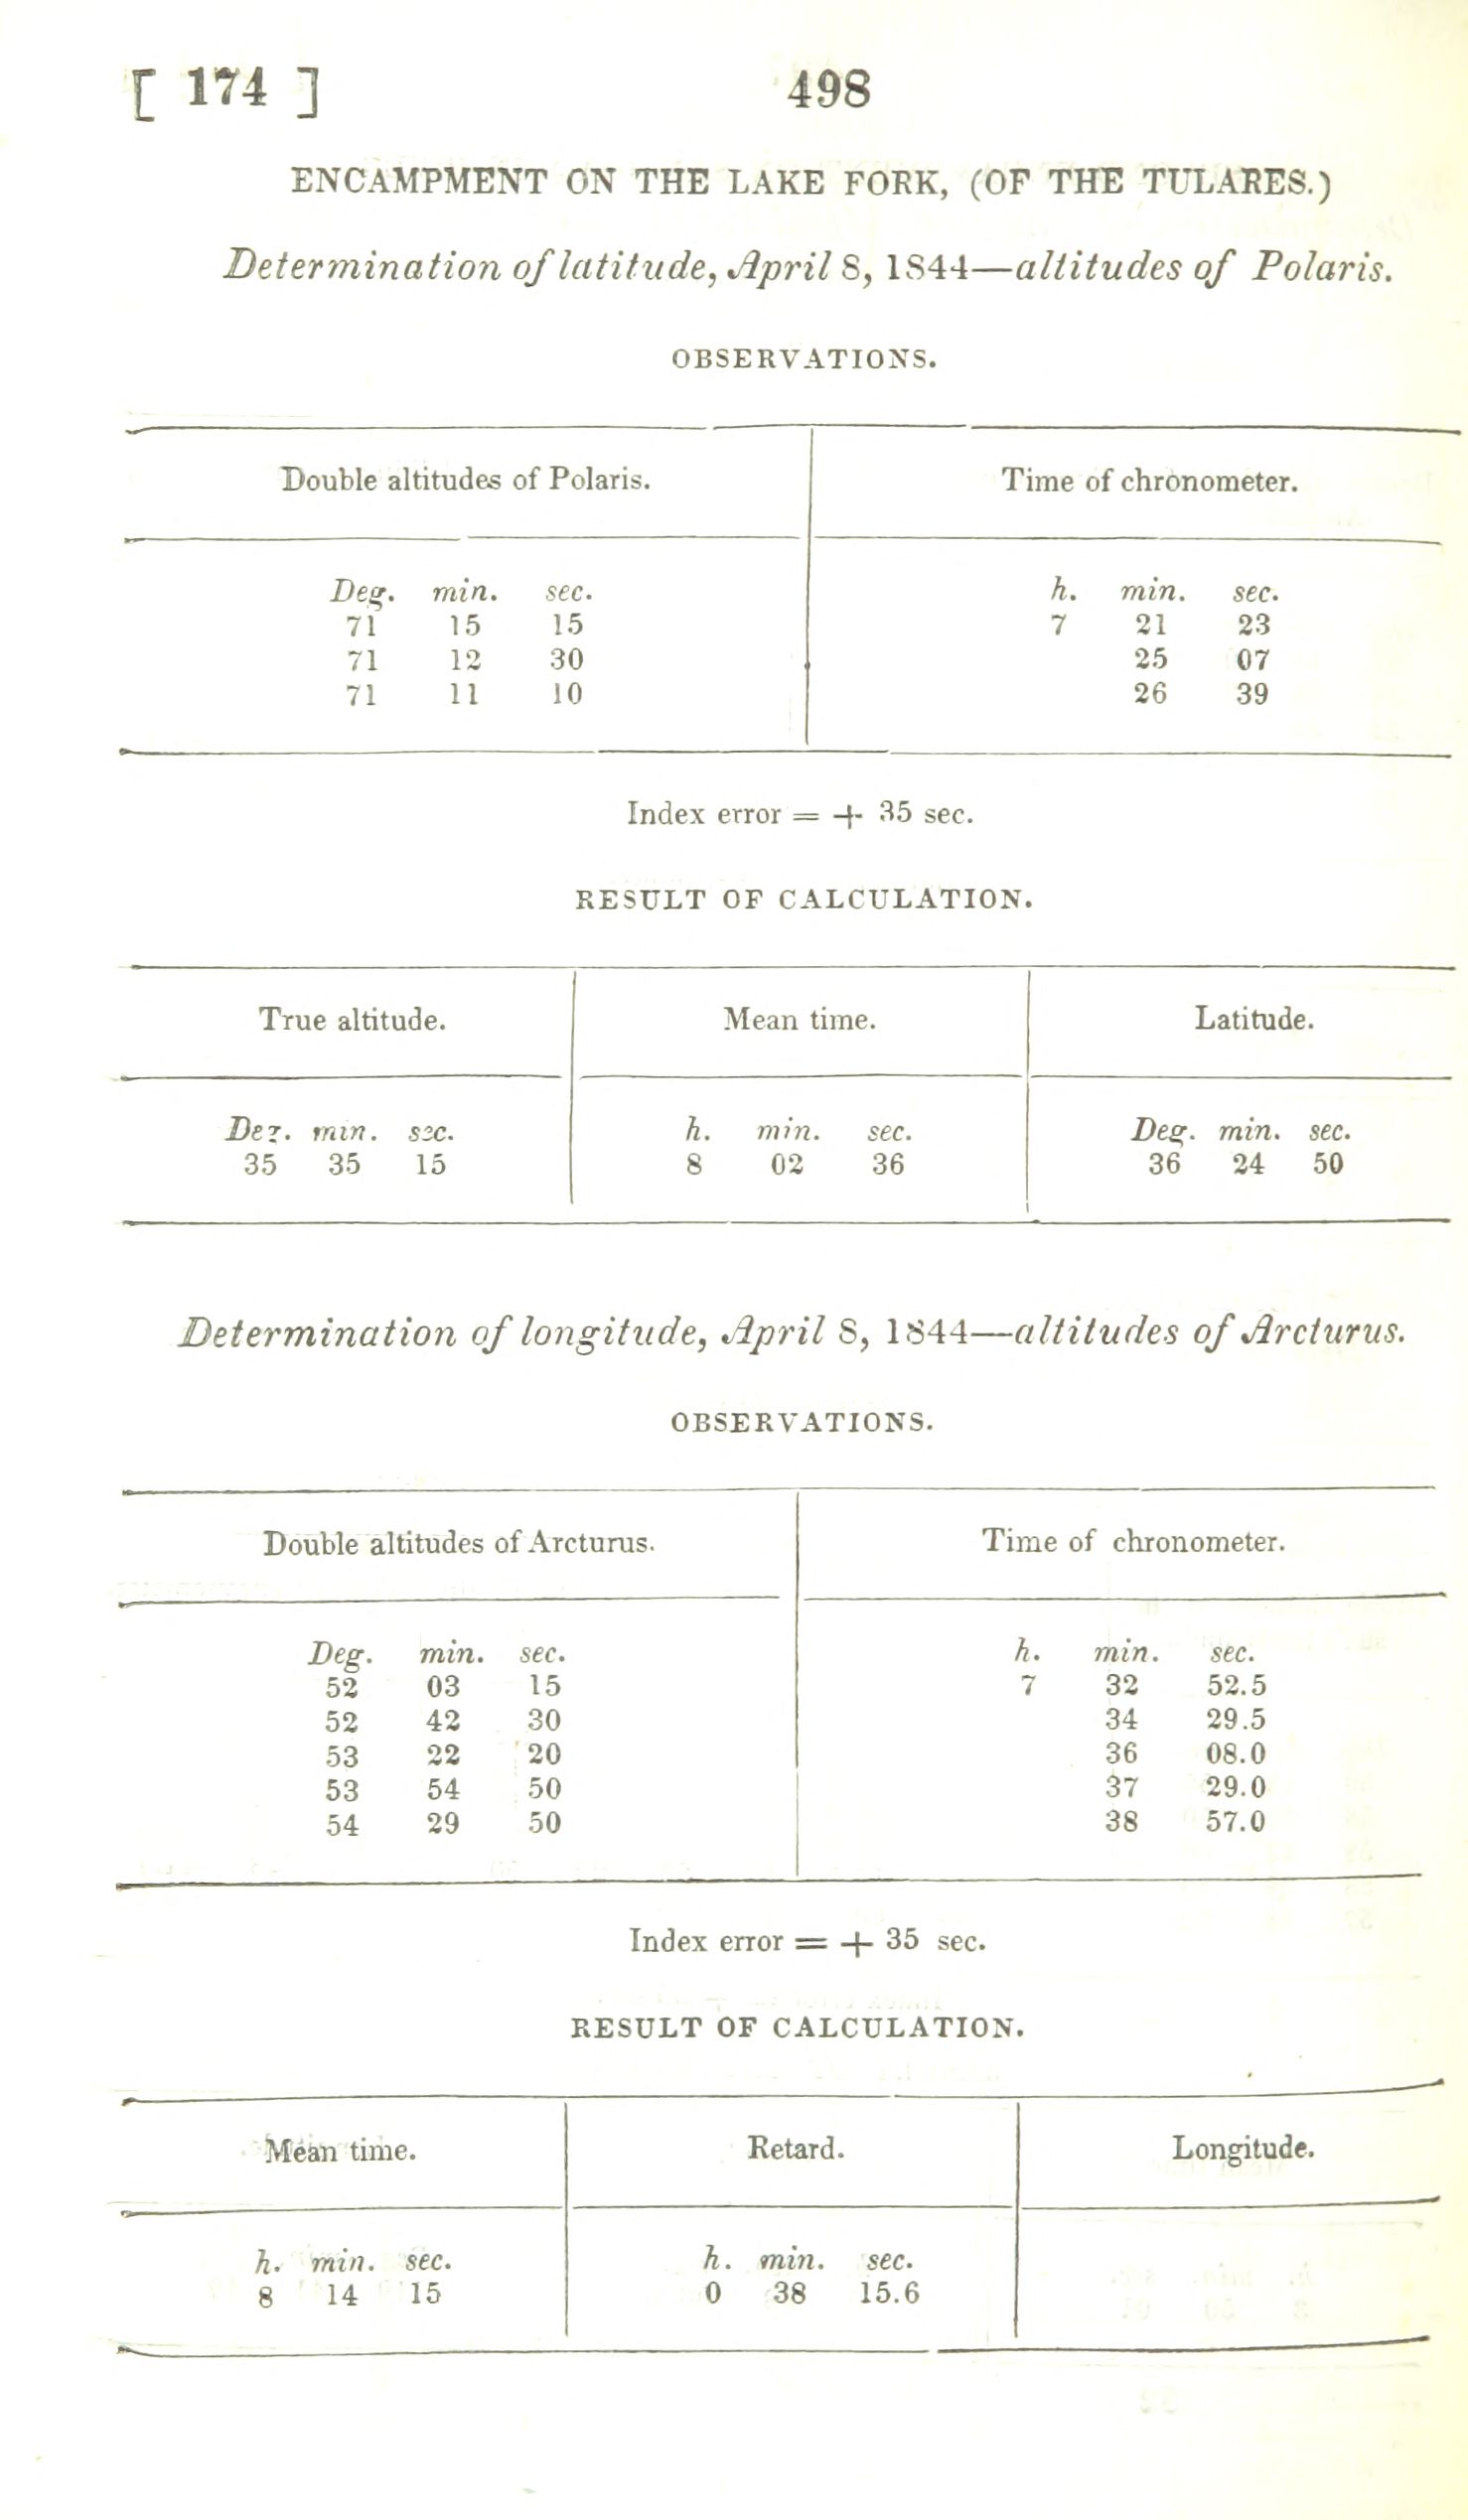 [ 174 ] 498
ENCAMPMENT ON THE LAKE FORK, (OF THE TULARES.)
Determination of latitude, April 8, 1844—altitudes of Polaris.
OBSERVATIONS.
Double altitudes of Polaris. Time of chronometer.
Deg. min. sec. h. min. sec.
71 15 15 7 21 23
71 12 30 25 07
71 11 10 26 39
Index error = + 35 sec.
RESULT OF CALCULATION.
True altitude. Mean time. Latitude.
Deg. min. sec. h. min. sec. Deg. min. sec.
35 35 15 8 02 36 36 24 50
Determination of longitude, April 8, 1844—altitudes of Arcturus.
OBSERVATIONS.
Double altitudes of Arcturus. Time of chronometer.
Deg. min. sec. h. min. sec.
52 03 15 7 32 52.5
52 42 30 34 29.5
53 22 20 36 08.0
53 54 50 37 29.0
54 29 50 38 57.0
Index error = + 35 sec.
RESULT OF CALCULATION.
Mean time. Retard. Longitude.
h. min. sec. h. min. sec.
8 14 15 0 38 15.6